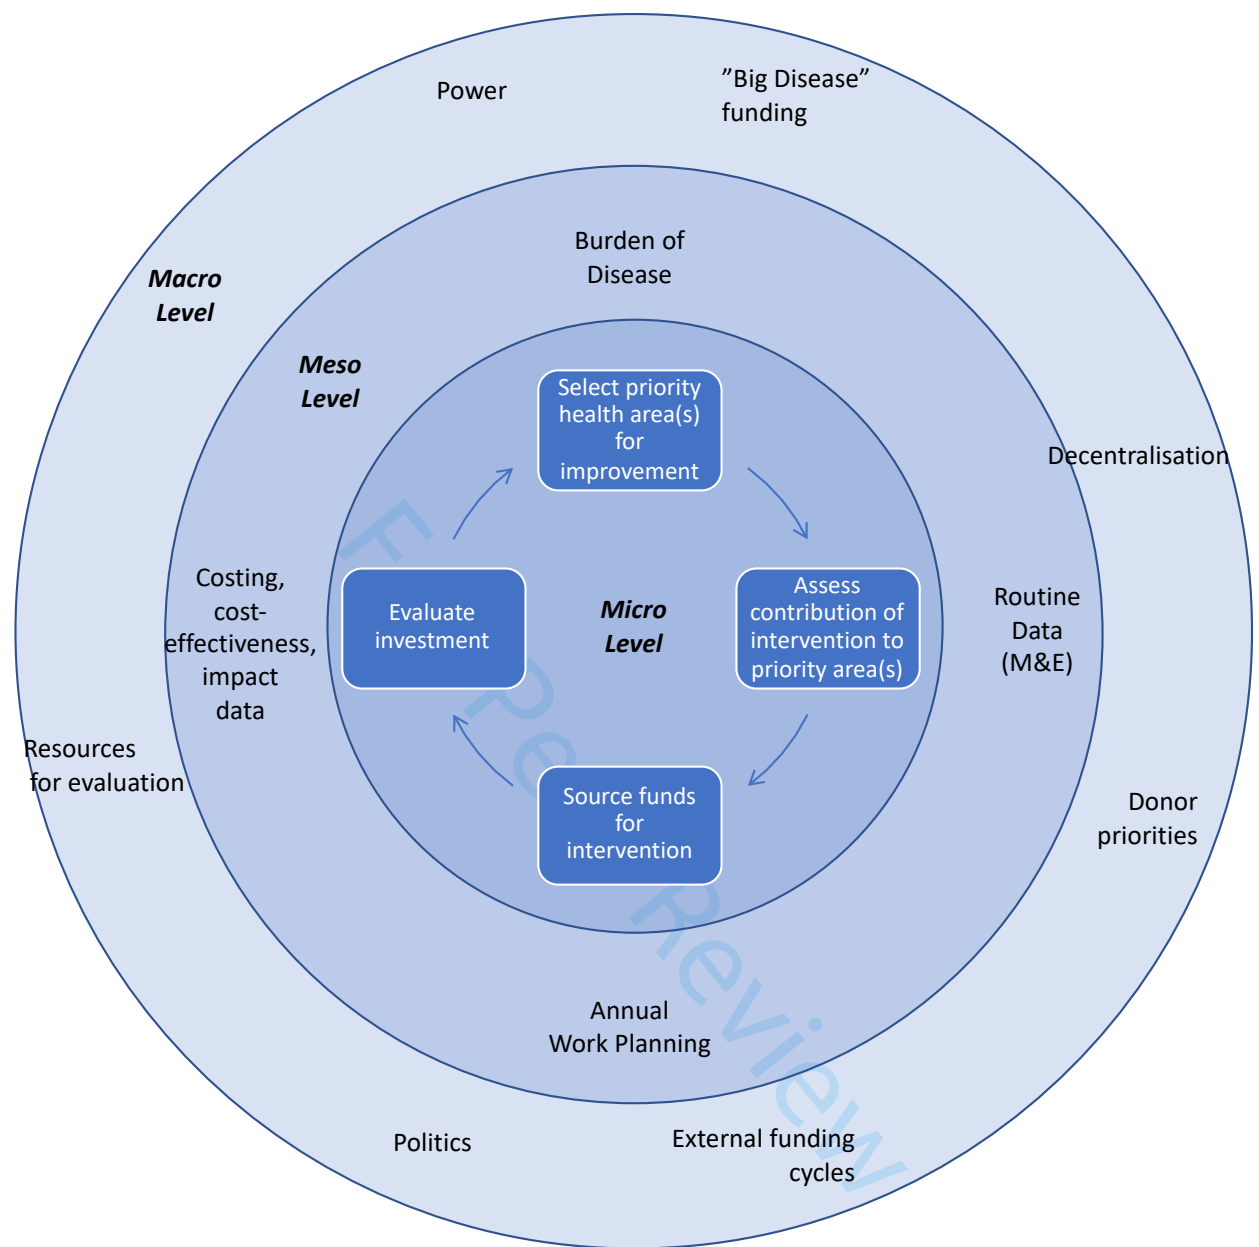 Power
”Big Disease”
funding
Macro
Level
Burden of
Disease
Meso
Level
Select priority
health area(s)
for
improvement
Decentralisation
Costing,
cost-
effectiveness,
impact
data
Evaluate
investment
Micro
Level
Assess
contribution of
intervention to
priority area(s)
Routine
Data
(M&E)
Resources
for evaluation
Source funds
for
intervention
Donor
priorities
Annual
Work Planning
Politics
External funding
cycles
Review